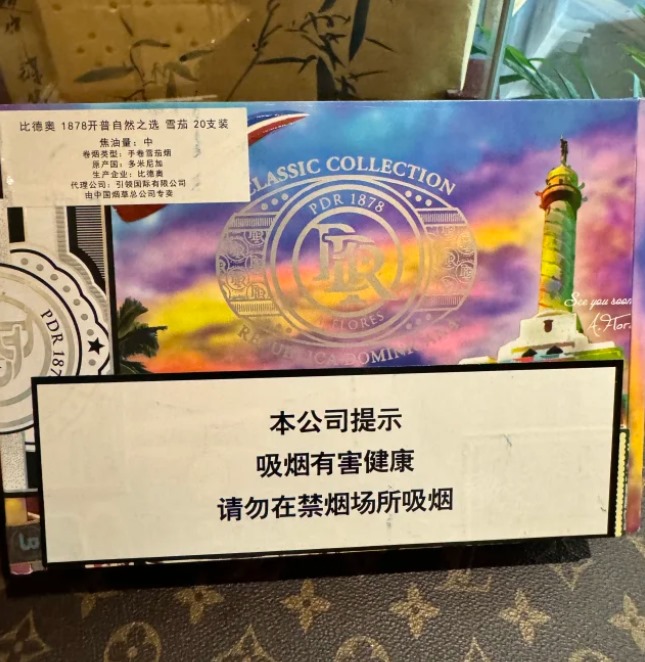 比德奥 1878开普自然之选 雪茄 20支装
焦油量：中
卷烟类型：手卷雪茄烟
原产国：多米尼加
生产企业：比德奥
代理公司：引领国际有限公司
由中国烟草总公司专卖
CLASSIC COLLECTION
PDR 1878
PDR
A. FLORES
REPUBLICA DOMINICANA
See you soon
A. Flor
PDR 187
本公司提示
吸烟有害健康
请勿在禁烟场所吸烟